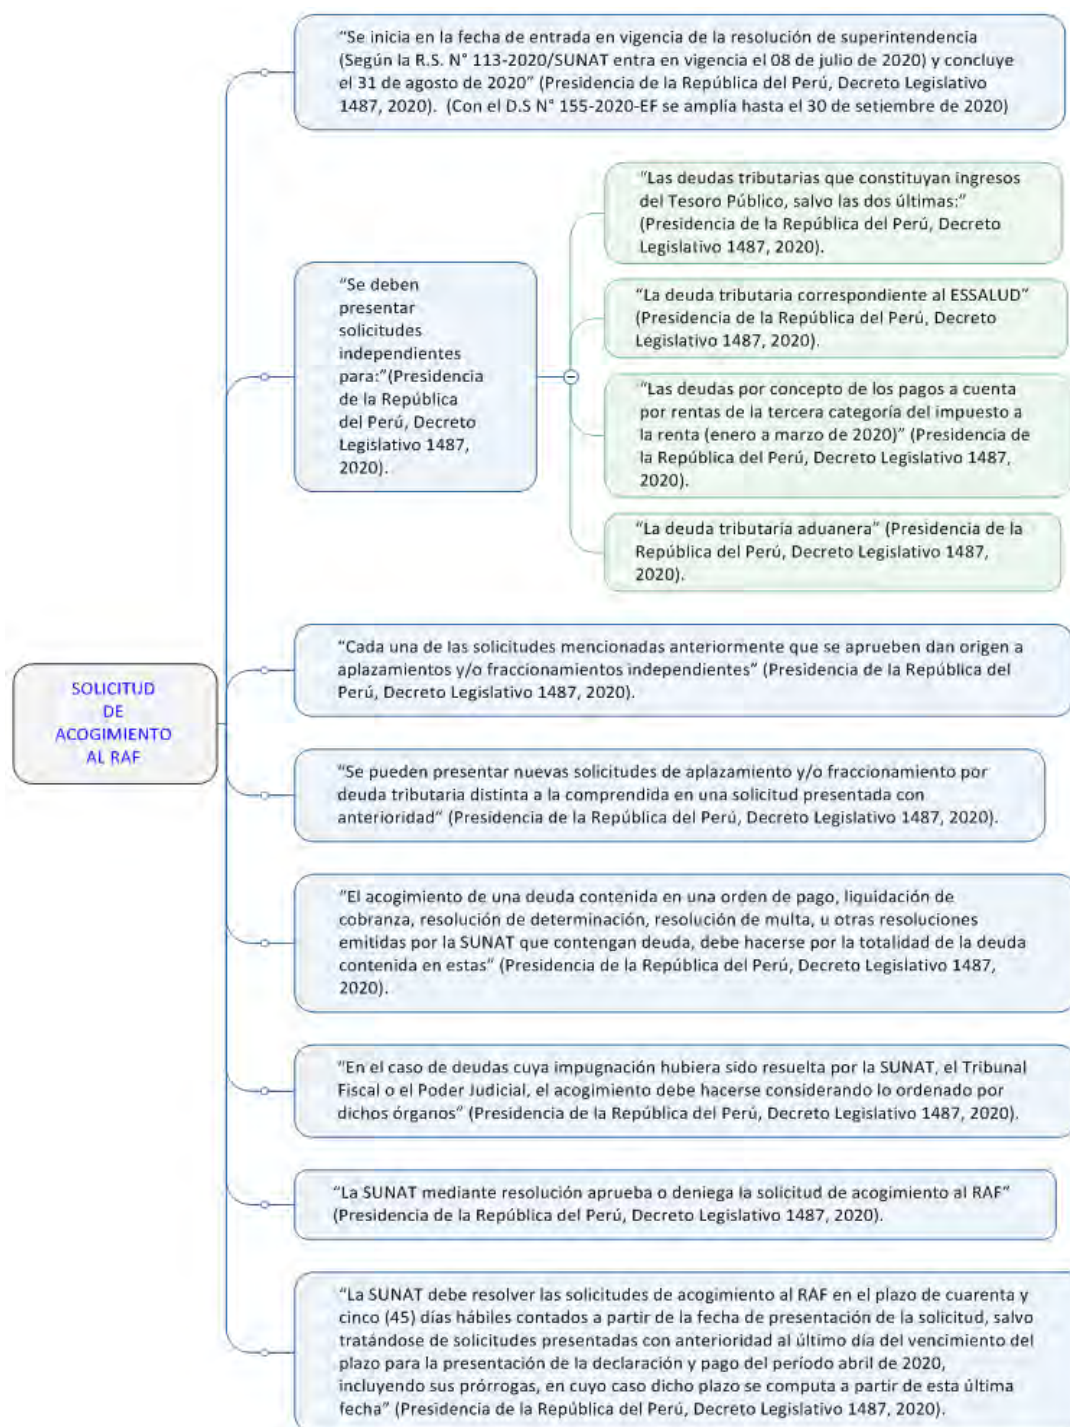 “Se inicia en la fecha de entrada en vigencia de la resolución de superintendencia
(Según la R.S. N° 113-2020/SUNAT entra en vigencia el 08 de julio de 2020) y concluye
el 31 de agosto de 2020” (Presidencia de la República del Perú, Decreto Legislativo
1487, 2020).  (Con el D.S N° 155-2020-EF se amplía hasta el 30 de setiembre de 2020)
“Se deben
presentar
solicitudes
independientes
para:”(Presidencia
de la República
del Perú, Decreto
Legislativo 1487,
2020).
“Las deudas tributarias que constituyan ingresos
del Tesoro Público, salvo las dos últimas:”
(Presidencia de la República del Perú, Decreto
Legislativo 1487, 2020).
“La deuda tributaria correspondiente al ESSALUD”
(Presidencia de la República del Perú, Decreto
Legislativo 1487, 2020).
“Las deudas por concepto de los pagos a cuenta
por rentas de la tercera categoría del impuesto a
la renta (enero a marzo de 2020)” (Presidencia de
la República del Perú, Decreto Legislativo 1487,
2020).
“La deuda tributaria aduanera” (Presidencia de la
República del Perú, Decreto Legislativo 1487,
2020).
SOLICITUD
DE
ACOGIMIENTO
AL RAF
“Cada una de las solicitudes mencionadas anteriormente que se aprueben dan origen a
aplazamientos y/o fraccionamientos independientes” (Presidencia de la República del
Perú, Decreto Legislativo 1487, 2020).
“Se pueden presentar nuevas solicitudes de aplazamiento y/o fraccionamiento por
deuda tributaria distinta a la comprendida en una solicitud presentada con
anterioridad” (Presidencia de la República del Perú, Decreto Legislativo 1487, 2020).
“El acogimiento de una deuda contenida en una orden de pago, liquidación de
cobranza, resolución de determinación, resolución de multa, u otras resoluciones
emitidas por la SUNAT que contengan deuda, debe hacerse por la totalidad de la deuda
contenida en estas” (Presidencia de la República del Perú, Decreto Legislativo 1487,
2020).
“En el caso de deudas cuya impugnación hubiera sido resuelta por la SUNAT, el Tribunal
Fiscal o el Poder Judicial, el acogimiento debe hacerse considerando lo ordenado por
dichos órganos” (Presidencia de la República del Perú, Decreto Legislativo 1487, 2020).
“La SUNAT mediante resolución aprueba o deniega la solicitud de acogimiento al RAF”
(Presidencia de la República del Perú, Decreto Legislativo 1487, 2020).
“La SUNAT debe resolver las solicitudes de acogimiento al RAF en el plazo de cuarenta y
cinco (45) días hábiles contados a partir de la fecha de presentación de la solicitud, salvo
tratándose de solicitudes presentadas con anterioridad al último día del vencimiento del
plazo para la presentación de la declaración y pago del período abril de 2020,
incluyendo sus prórrogas, en cuyo caso dicho plazo se computa a partir de esta última
fecha” (Presidencia de la República del Perú, Decreto Legislativo 1487, 2020).